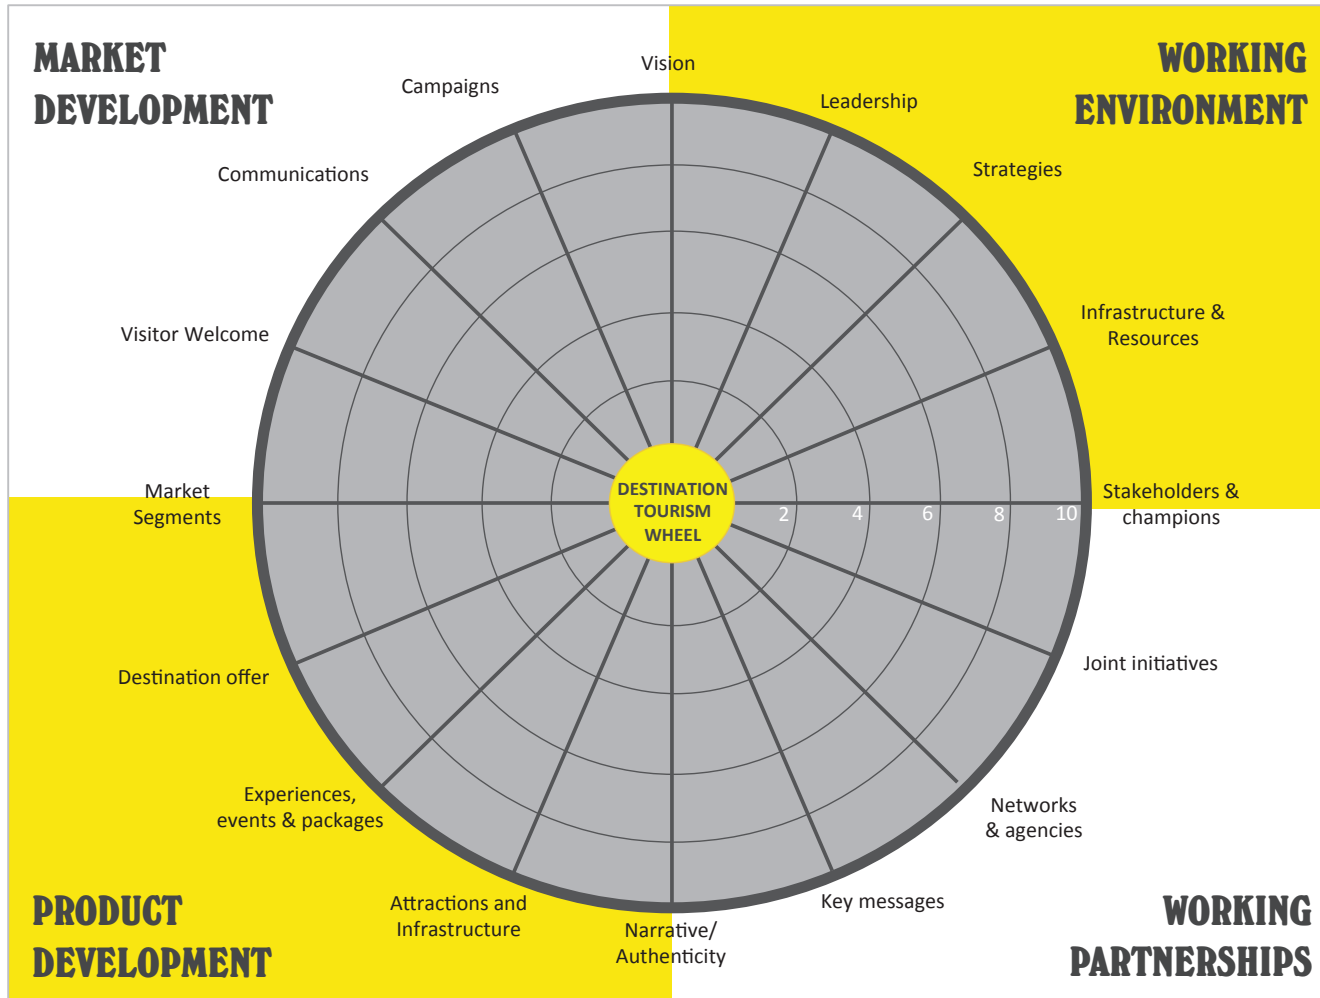 MARKET
DEVELOPMENT
WORKING
ENVIRONMENT
Vision
Campaigns
Leadership
Communications
Strategies
Visitor Welcome
Infrastructure &
Resources
Market
Segments
DESTINATION
TOURISM
WHEEL
2 4 6 8 10
Stakeholders &
champions
Destination offer
Joint initiatives
Experiences,
events & packages
Networks
& agencies
Attractions and
Infrastructure
Narrative/
Authenticity
Key messages
PRODUCT
DEVELOPMENT
WORKING
PARTNERSHIPS